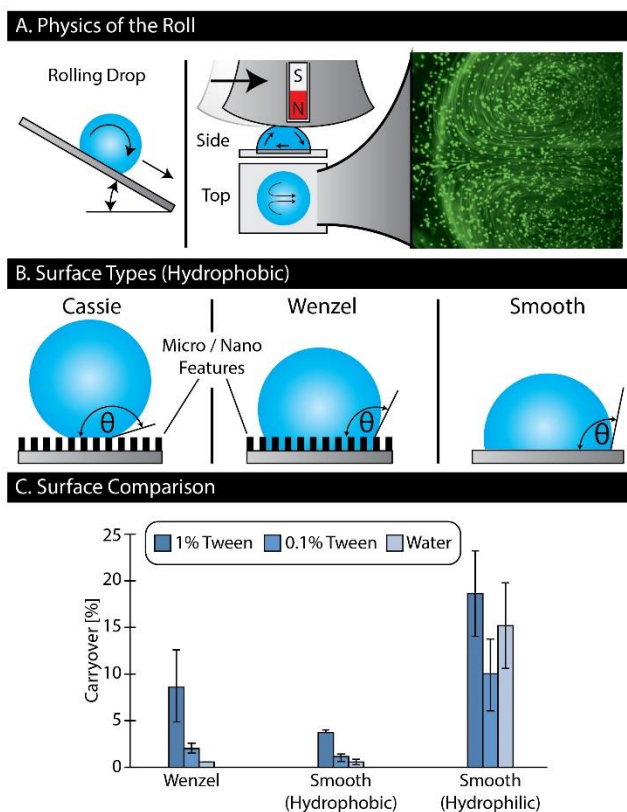 A. Physics of the Roll
Rolling Drop
S
N
Side
Top
B. Surface Types (Hydrophobic)
Cassie
Wenzel
Smooth
Micro / Nano
Features
θ
θ
θ
C. Surface Comparison
25
20
15
10
5
0
Carryover [%]
1% Tween
0.1% Tween
Water
Wenzel
Smooth
(Hydrophobic)
Smooth
(Hydrophilic)